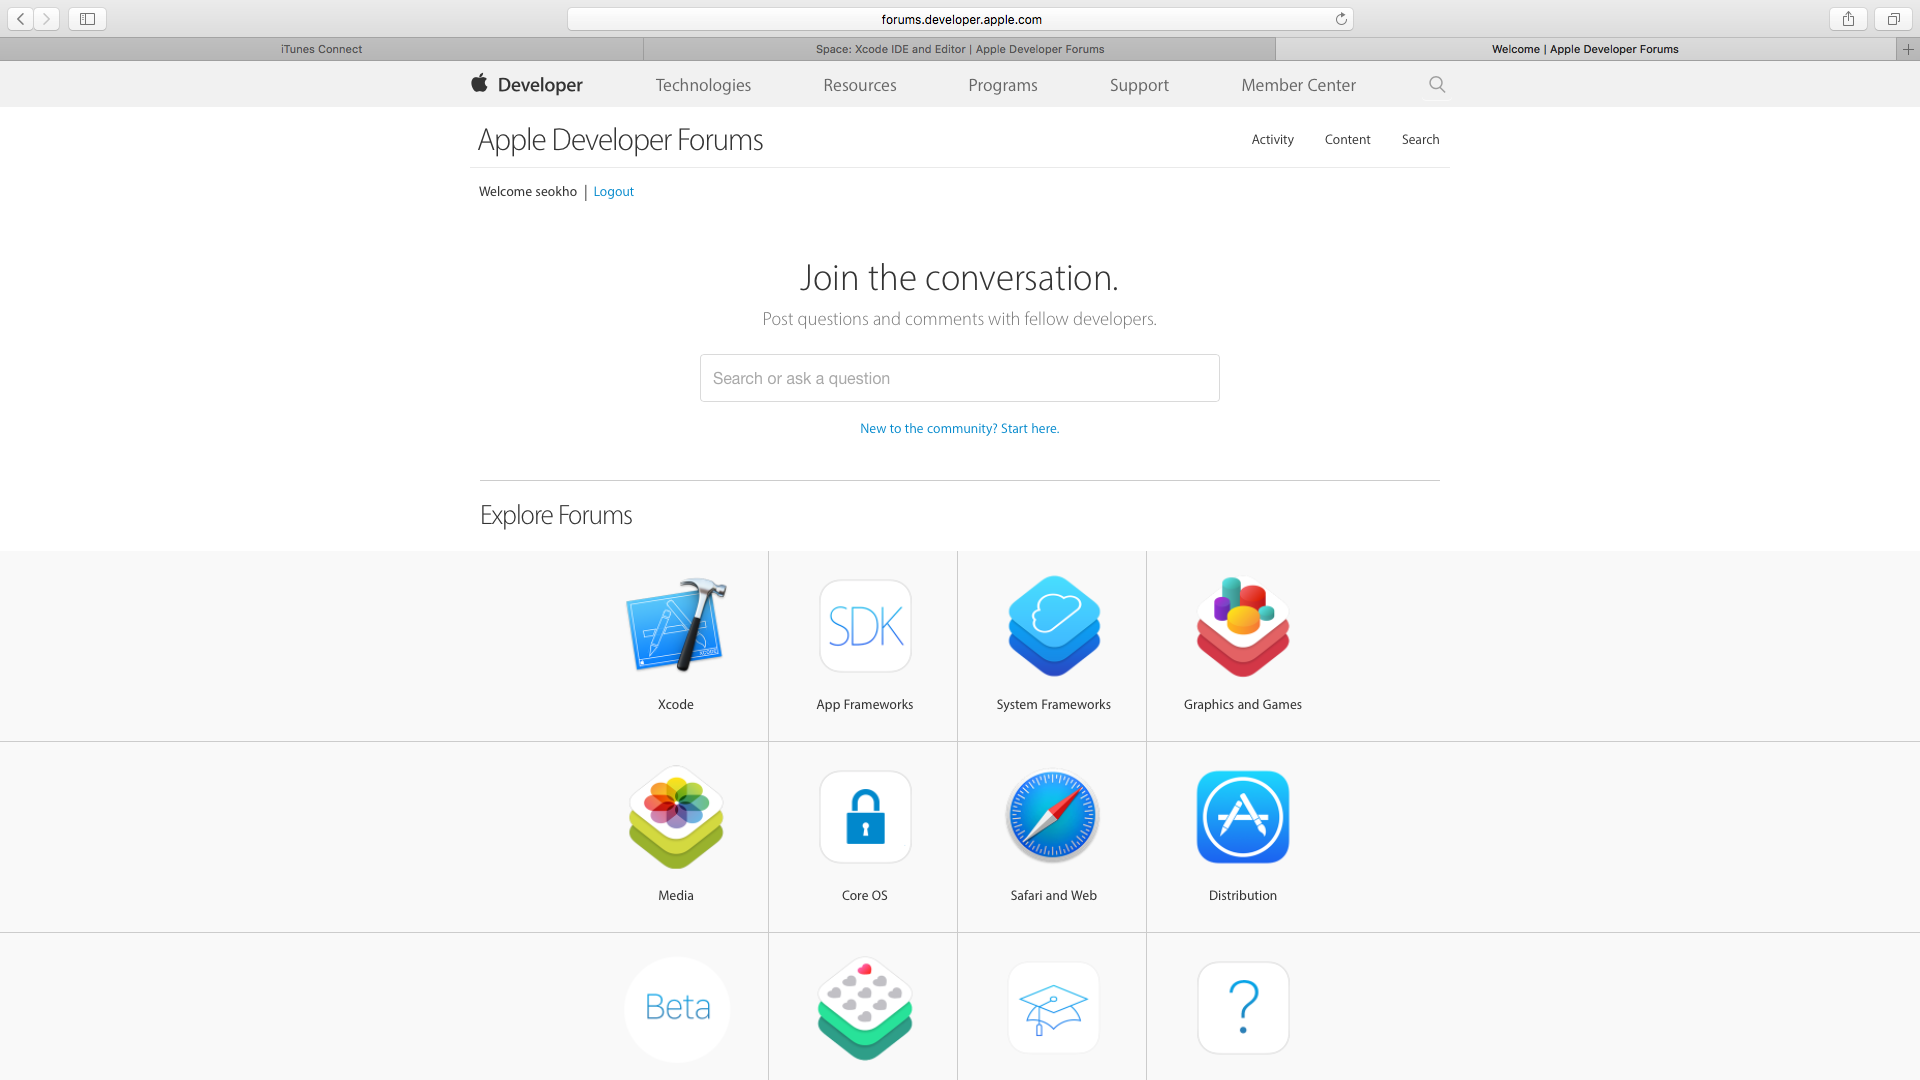 forums.developer.apple.com
iTunes Connect
Space: Xcode IDE and Editor | Apple Developer Forums
Welcome | Apple Developer Forums
Developer
Technologies
Resources
Programs
Support
Member Center
Apple Developer Forums
Activity
Content
Search
Welcome seokho | Logout
Join the conversation.
Post questions and comments with fellow developers.
Search or ask a question
New to the community? Start here.
Explore Forums
XCODE
SDK
Xcode
App Frameworks
System Frameworks
Graphics and Games
Media
Core OS
Safari and Web
Distribution
Beta
?